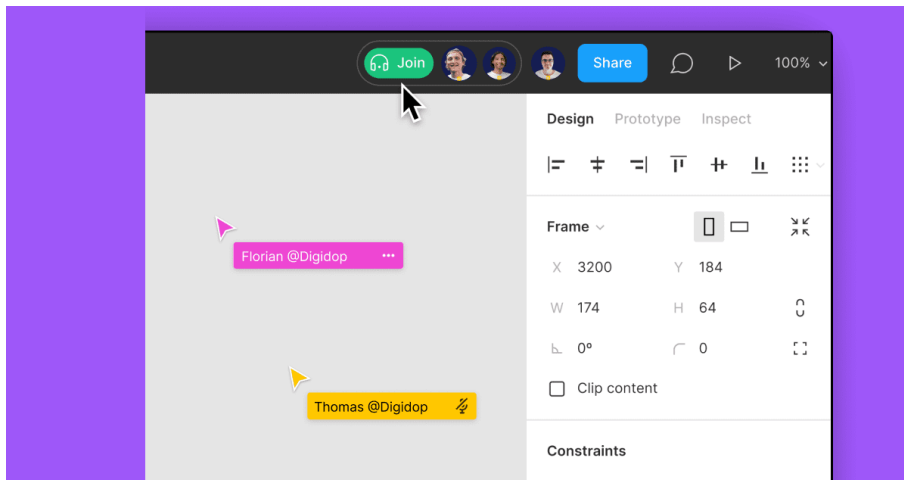 Join
Share
100%
Design Prototype Inspect
Frame
X 3200 Y 184
W 174 H 64
0º 0
Clip content
Constraints
Florian @Digidop
Thomas @Digidop